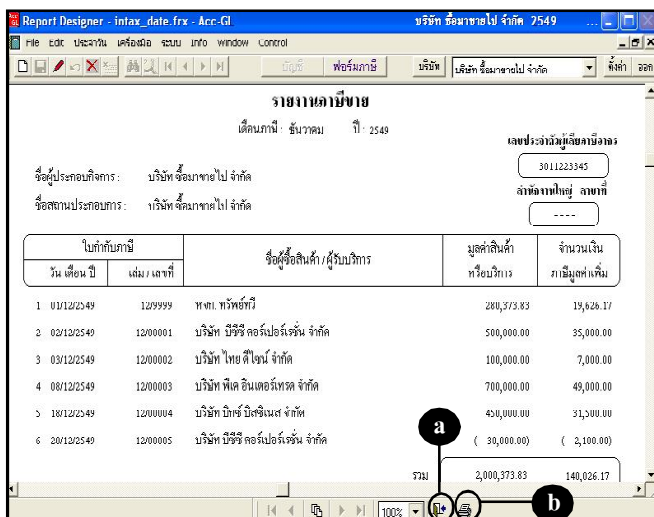 Report Designer - intax_date.frx - Acc-GL บริษัท ซื้อมาขายไป จำกัด 2549
File Edit ประจำวัน เครื่องมือ ระบบ Info Window Control
บัญชี ฟอร์มภาษี บริษัท บริษัท ซื้อมาขายไป จำกัด ตั้งค่า ออก
รายงานภาษีขาย
เดือนภาษี : ธันวาคม ปี : 2549
เลขประจำตัวผู้เสียภาษีอากร
3011223345
ชื่อผู้ประกอบกิจการ : บริษัท ซื้อมาขายไป จำกัด
สำนักงานใหญ่ สาขาที่
ชื่อสถานประกอบการ : บริษัท ซื้อมาขายไป จำกัด
----
ใบกำกับภาษี ชื่อผู้ซื้อสินค้า / ผู้รับบริการ มูลค่าสินค้า จำนวนเงิน
วัน เดือน ปี เล่ม / เลขที่ หรือบริการ ภาษีมูลค่าเพิ่ม
1 01/12/2549 12/9999 หจก. ทรัพย์ทวี 280,373.83 19,626.17
2 02/12/2549 12/00001 บริษัท บีซีซี คอร์เปอร์เรชั่น จำกัด 500,000.00 35,000.00
3 03/12/2549 12/00002 บริษัท ไทย ดีไซน์ จำกัด 100,000.00 7,000.00
4 08/12/2549 12/00003 บริษัท พีเค อินเตอร์เทรด จำกัด 700,000.00 49,000.00
5 18/12/2549 12/00004 บริษัท บิทซ์ บิสซิเนส จำกัด 450,000.00 31,500.00
6 20/12/2549 12/00005 บริษัท บีซีซี คอร์เปอร์เรชั่น จำกัด ( 30,000.00) ( 2,100.00)
a
รวม 2,000,373.83 140,026.17
100%
b